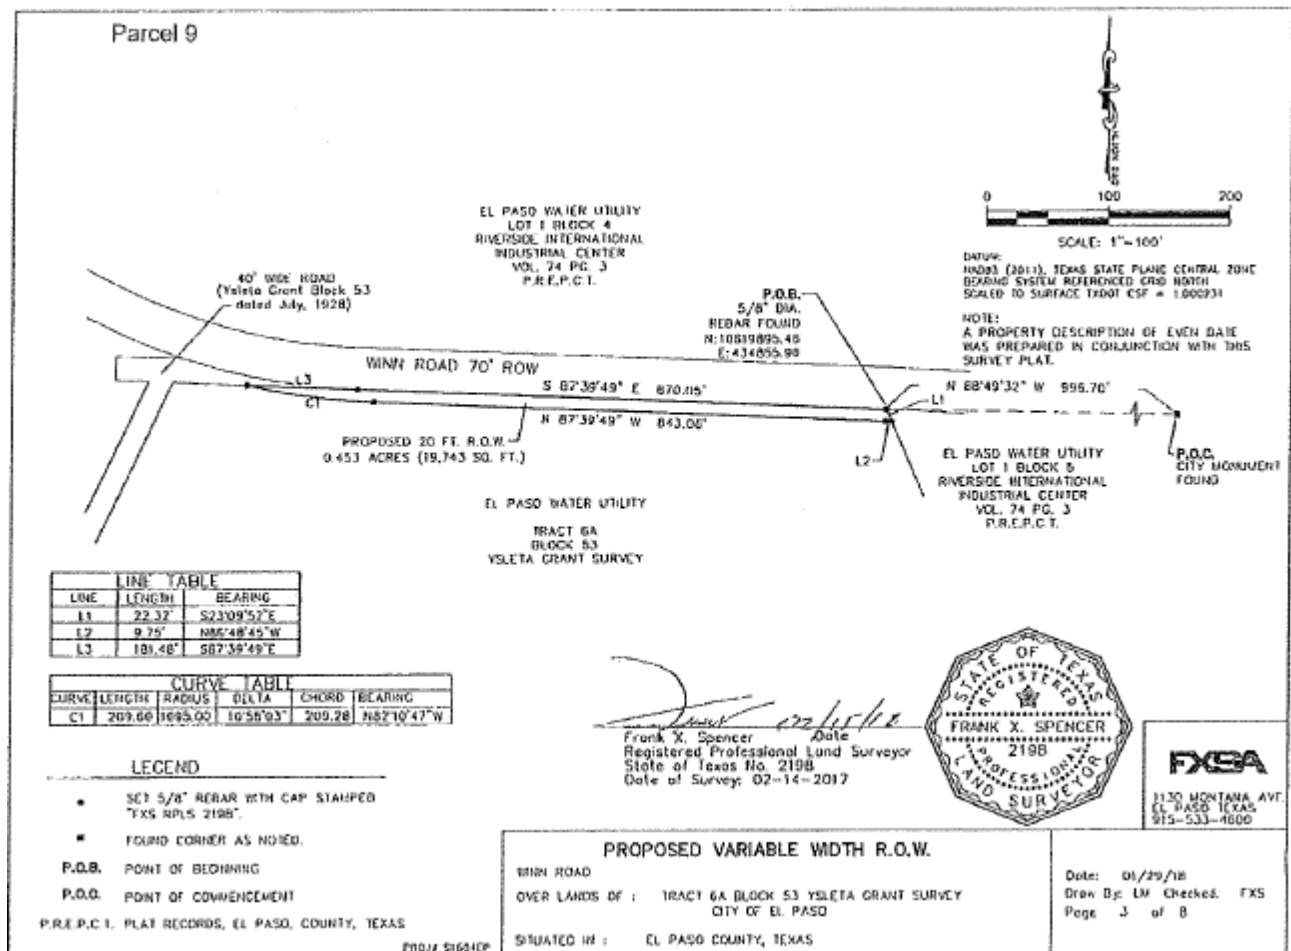 Parcel 9
0 100 200
SCALE: 1"=100'
DATUM:
NAD83 (2011), TEXAS STATE PLANE CENTRAL ZONE
BEARING SYSTEM REFERENCED GRID NORTH
SCALED TO SURFACE TXDOT CSF = 1.000231
NOTE:
A PROPERTY DESCRIPTION OF EVEN DATE
WAS PREPARED IN CONJUNCTION WITH THIS
SURVEY PLAT.
EL PASO WATER UTILITY
LOT 1 BLOCK 4
RIVERSIDE INTERNATIONAL
INDUSTRIAL CENTER
VOL. 74 PG. 3
P.R.E.P.C.T.
40' WIDE ROAD
(Ysleta Grant Block 53
dated July, 1928)
P.O.B.
5/8" DIA.
REBAR FOUND
N:10619895.46
E:434855.96
WINN ROAD 70' ROW
L3
C1
S 87°39'49" E 870.05'
N 87°39'49" W 843.06'
N 88°49'32" W 996.70'
L1
L2
PROPOSED 20 FT. R.O.W.
0.453 ACRES (19,743 SQ. FT.)
P.O.C.
CITY MONUMENT
FOUND
EL PASO WATER UTILITY
LOT 1 BLOCK 5
RIVERSIDE INTERNATIONAL
INDUSTRIAL CENTER
VOL. 74 PG. 3
P.R.E.P.C.T.
EL PASO WATER UTILITY
TRACT 6A
BLOCK 53
YSLETA GRANT SURVEY
LINE TABLE
LINE LENGTH BEARING
L1 22.32' S23°09'52"E
L2 9.75' N86°48'45"W
L3 181.48' S87°39'49"E
CURVE TABLE
CURVE LENGTH RADIUS DELTA CHORD BEARING
C1 209.60 1095.00 10°58'03" 209.28 N82°10'47"W
LEGEND
SET 5/8" REBAR WITH CAP STAMPED
"FXS RPLS 2198".
FOUND CORNER AS NOTED.
P.O.B. POINT OF BEGINNING
P.O.C. POINT OF COMMENCEMENT
P.R.E.P.C.T. PLAT RECORDS, EL PASO, COUNTY, TEXAS
Frank X. Spencer Date
Registered Professional Land Surveyor
State of Texas No. 2198
Date of Survey: 02-14-2017
STATE OF TEXAS
REGISTERED
FRANK X. SPENCER
2198
PROFESSIONAL
LAND SURVEYOR
FXSA
1130 MONTANA AVE.
EL PASO TEXAS
915-533-4600
PROPOSED VARIABLE WIDTH R.O.W.
WINN ROAD
OVER LANDS OF : TRACT 6A BLOCK 53 YSLETA GRANT SURVEY
CITY OF EL PASO
SITUATED IN : EL PASO COUNTY, TEXAS
Date: 01/29/18
Draw By: LM Checked: FXS
Page 3 of 8